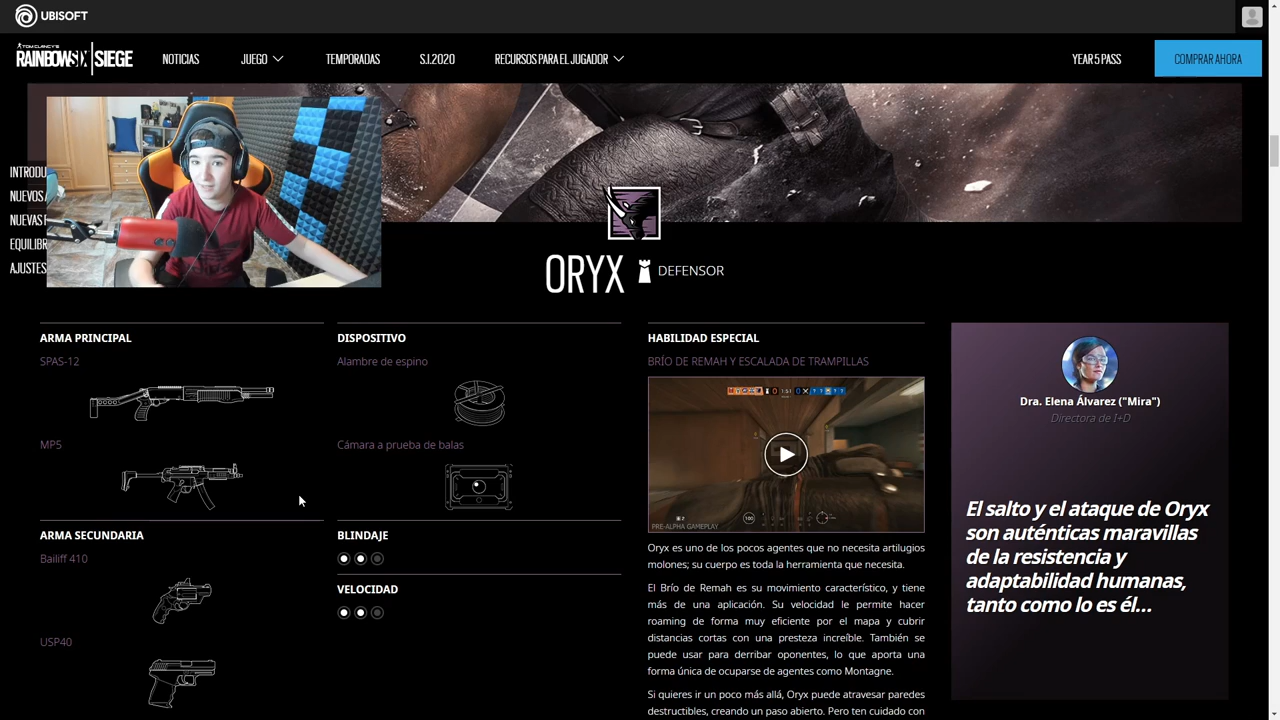 UBISOFT
TOM CLANCY'S
RAINBOWSIX SIEGE
NOTICIAS
JUEGO
TEMPORADAS
S.I.2020
RECURSOS PARA EL JUGADOR
YEAR 5 PASS
COMPRAR AHORA
INTRODU
NUEVOS A
NUEVAS
EQUILIBR
AJUSTES
ORYX
DEFENSOR
ARMA PRINCIPAL
SPAS-12
MP5
ARMA SECUNDARIA
Bailiff 410
USP40
DISPOSITIVO
Alambre de espino
Cámara a prueba de balas
BLINDAJE
VELOCIDAD
HABILIDAD ESPECIAL
BRÍO DE REMAH Y ESCALADA DE TRAMPILLAS
1:51
100
PRE-ALPHA GAMEPLAY
Oryx es uno de los pocos agentes que no necesita artilugios
molones; su cuerpo es toda la herramienta que necesita.
El Brío de Remah es su movimiento característico, y tiene
más de una aplicación. Su velocidad le permite hacer
roaming de forma muy eficiente por el mapa y cubrir
distancias cortas con una presteza increíble. También se
puede usar para derribar oponentes, lo que aporta una
forma única de ocuparse de agentes como Montagne.
Si quieres ir un poco más allá, Oryx puede atravesar paredes
destructibles, creando un paso abierto. Pero ten cuidado con
Dra. Elena Álvarez ("Mira")
Directora de I+D
El salto y el ataque de Oryx
son auténticas maravillas
de la resistencia y
adaptabilidad humanas,
tanto como lo es él...